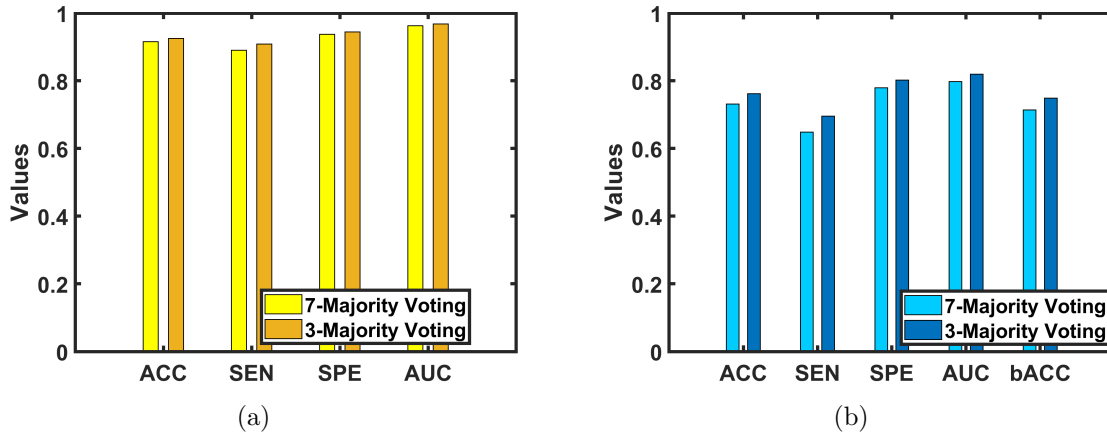 1
0.8
0.6
0.4
0.2
0
Values
ACC SEN SPE AUC
7-Majority Voting
3-Majority Voting
(a)
1
0.8
0.6
0.4
0.2
0
Values
ACC SEN SPE AUC bACC
7-Majority Voting
3-Majority Voting
(b)